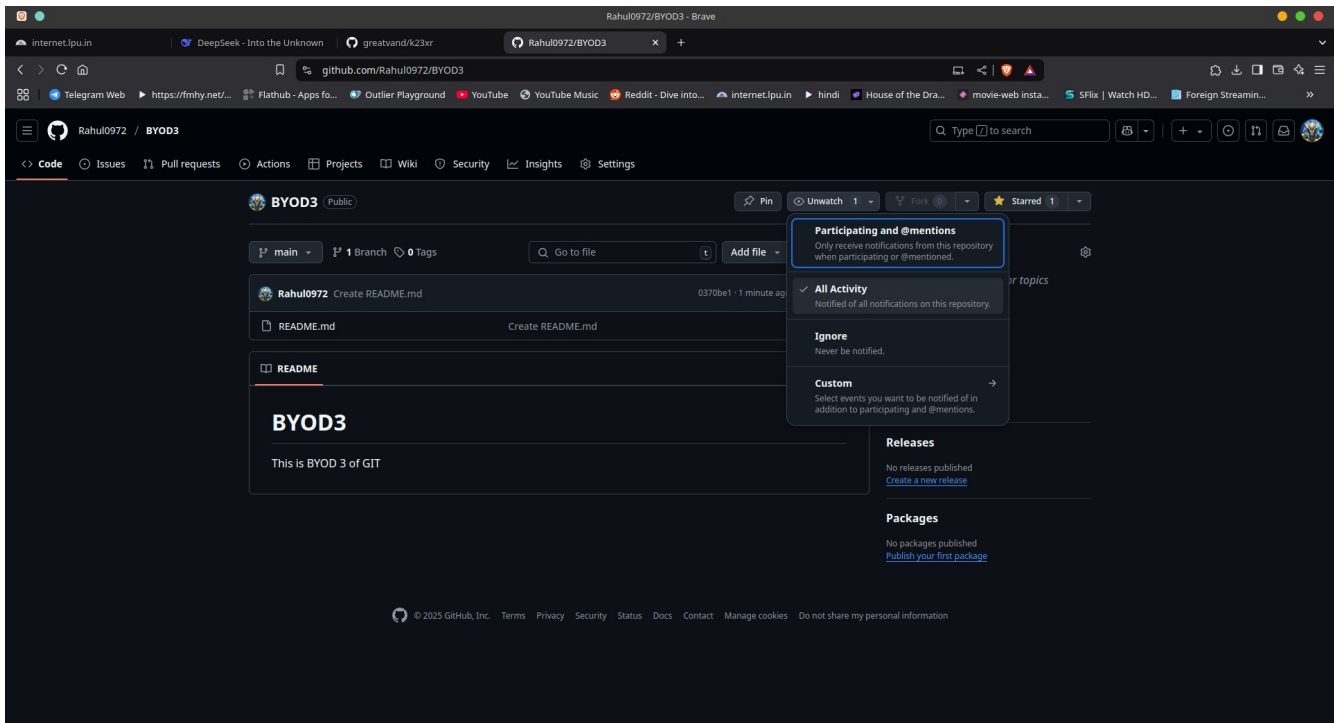 Rahul0972/BYOD3 - Brave
internet.lpu.in
DeepSeek - Into the Unknown
greatvand/k23xr
Rahul0972/BYOD3
github.com/Rahul0972/BYOD3
Telegram Web
https://fmhy.net/...
Flathub - Apps fo...
Outlier Playground
YouTube
YouTube Music
Reddit - Dive into...
internet.lpu.in
hindi
House of the Dra...
movie-web insta...
SFlix | Watch HD...
Foreign Streamin...
Rahul0972 / BYOD3
Type / to search
Code
Issues
Pull requests
Actions
Projects
Wiki
Security
Insights
Settings
BYOD3 Public
Pin
Unwatch 1
Fork 0
Starred 1
main
1 Branch
0 Tags
Go to file
t
Add file
Participating and @mentions
Only receive notifications from this repository
when participating or @mentioned.
All Activity
Notified of all notifications on this repository.
Ignore
Never be notified.
Custom
Select events you want to be notified of in
addition to participating and @mentions.
or topics
Rahul0972 Create README.md
0370be1 · 1 minute ag
README.md
Create README.md
README
BYOD3
This is BYOD 3 of GIT
Releases
No releases published
Create a new release
Packages
No packages published
Publish your first package
© 2025 GitHub, Inc.
Terms
Privacy
Security
Status
Docs
Contact
Manage cookies
Do not share my personal information